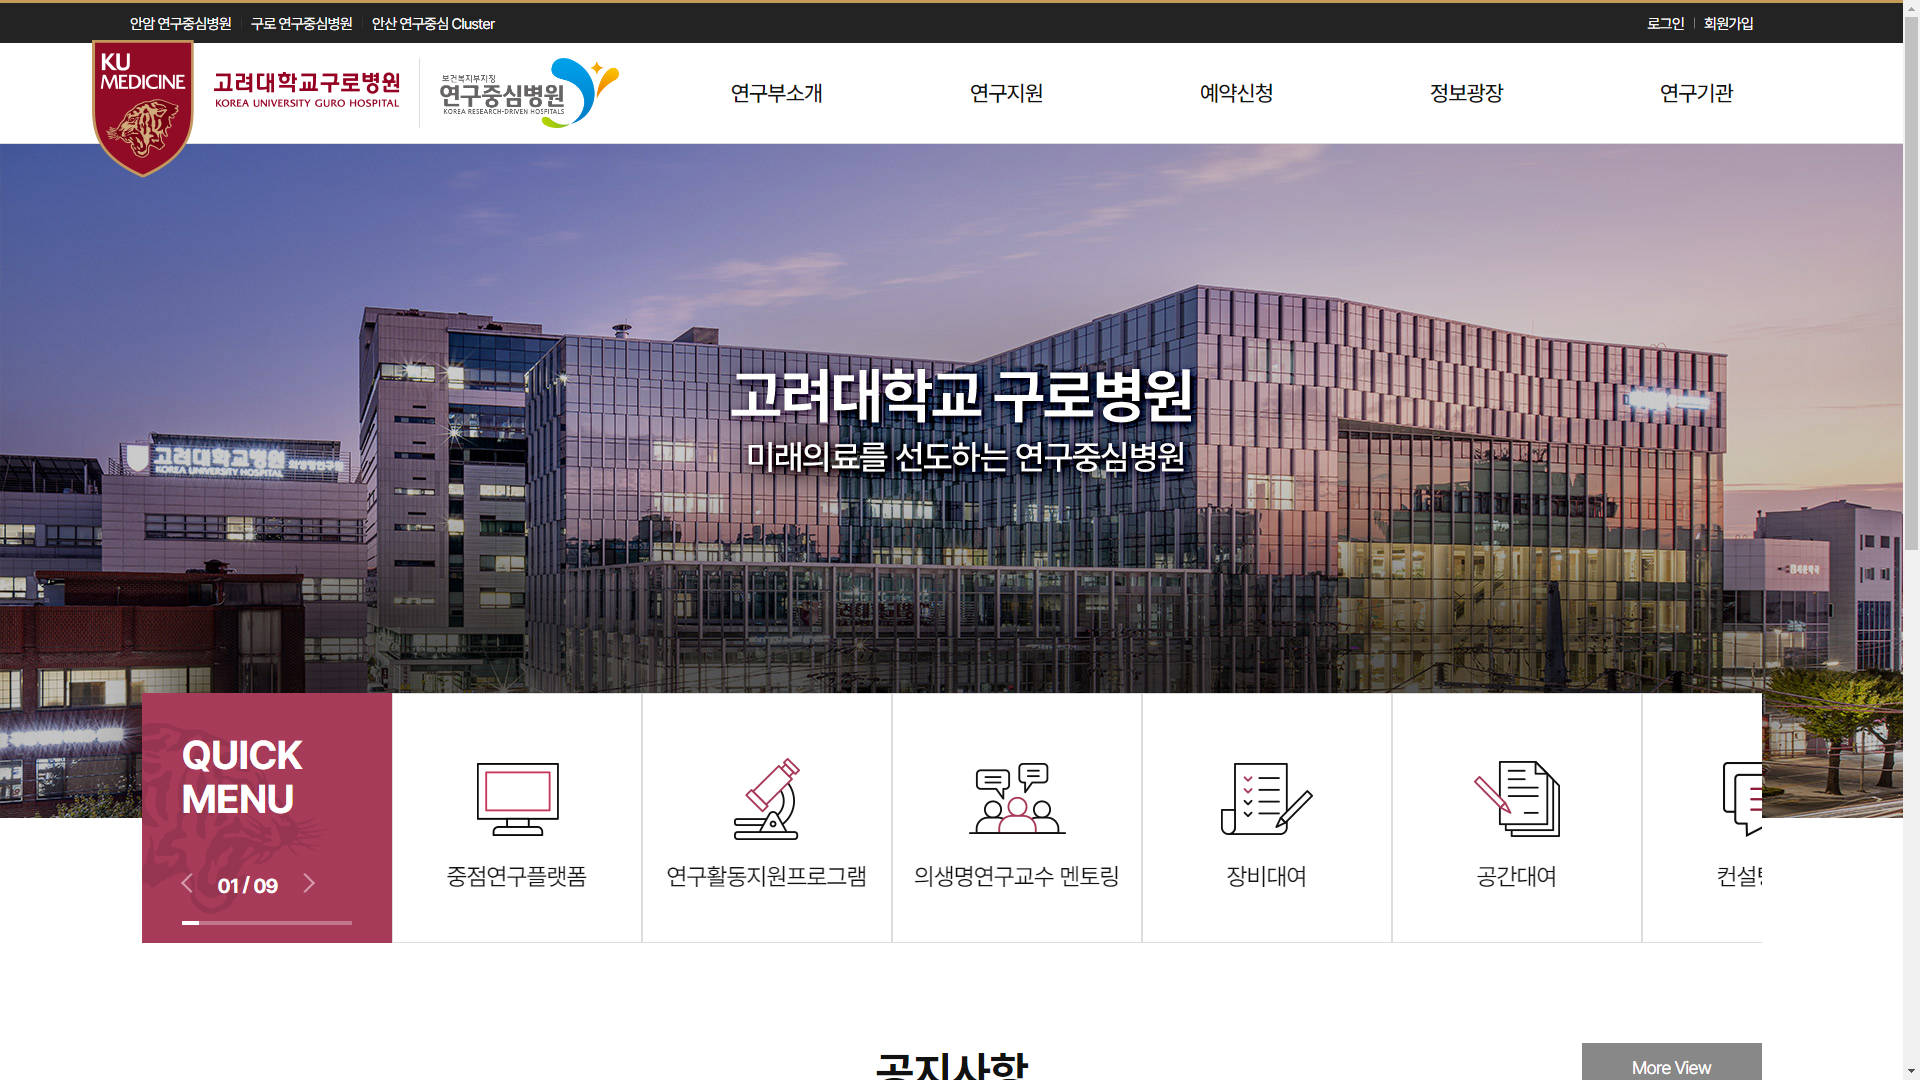 안암 연구중심병원
구로 연구중심병원
안산 연구중심 Cluster
로그인
회원가입
KU
MEDICINE
고려대학교구로병원
KOREA UNIVERSITY GURO HOSPITAL
보건복지부지정
연구중심병원
KOREA RESEARCH-DRIVEN HOSPITALS
연구부소개
연구지원
예약신청
정보광장
연구기관
고려대학교 구로병원
미래의료를 선도하는 연구중심병원
고려대학교병원
KOREA UNIVERSITY HOSPITAL
QUICK
MENU
01 / 09
중점연구플랫폼
연구활동지원프로그램
의생명연구교수 멘토링
장비대여
공간대여
컨설팅
공지사항
More View